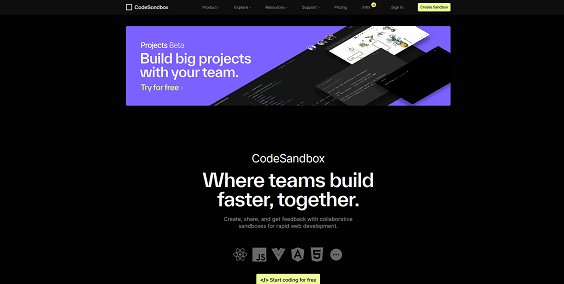 CodeSandbox
Product
Explore
Resources
Support
Pricing
Jobs
Sign In
Create Sandbox
Projects Beta
Build big projects
with your team.
Try for free ›
CodeSandbox
Where teams build
faster, together.
Create, share, and get feedback with collaborative
sandboxes for rapid web development.
JS
A
5
</> Start coding for free